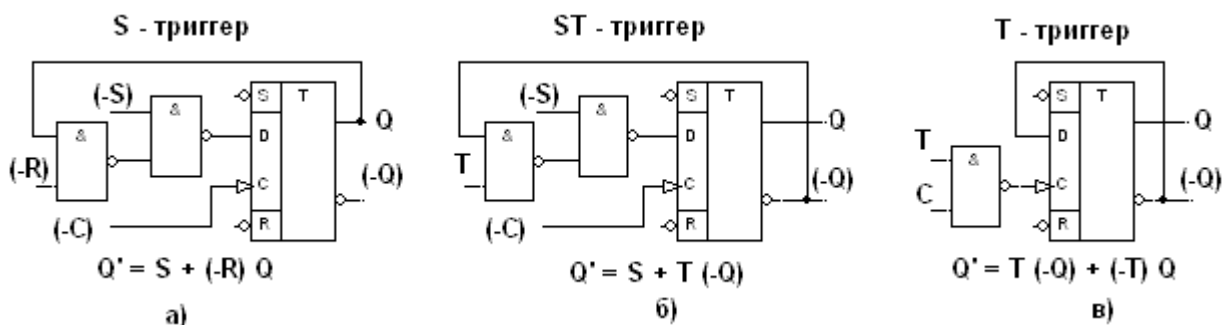 S - триггер
ST - триггер
T - триггер
(-S)
&
&
(-R)
(-C)
S
T
D
C
R
Q
(-Q)
(-S)
&
&
T
(-C)
S
T
D
C
R
Q
(-Q)
T
C
&
S
T
D
C
R
Q
(-Q)
Q' = S + (-R) Q
Q' = S + T (-Q)
Q' = T (-Q) + (-T) Q
а)
б)
в)